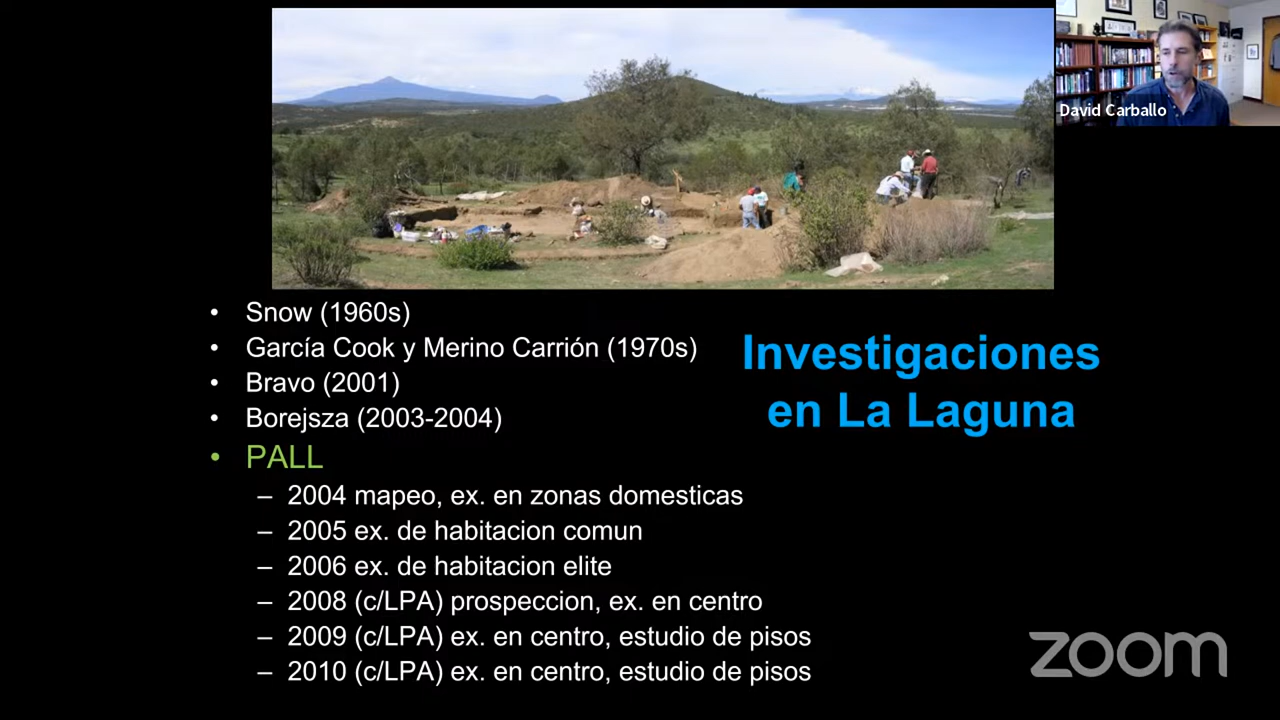 David Carballo
• Snow (1960s)
• García Cook y Merino Carrión (1970s)
• Bravo (2001)
• Borejsza (2003-2004)
• PALL
– 2004 mapeo, ex. en zonas domesticas
– 2005 ex. de habitacion comun
– 2006 ex. de habitacion elite
– 2008 (c/LPA) prospeccion, ex. en centro
– 2009 (c/LPA) ex. en centro, estudio de pisos
– 2010 (c/LPA) ex. en centro, estudio de pisos
Investigaciones
en La Laguna
zoom